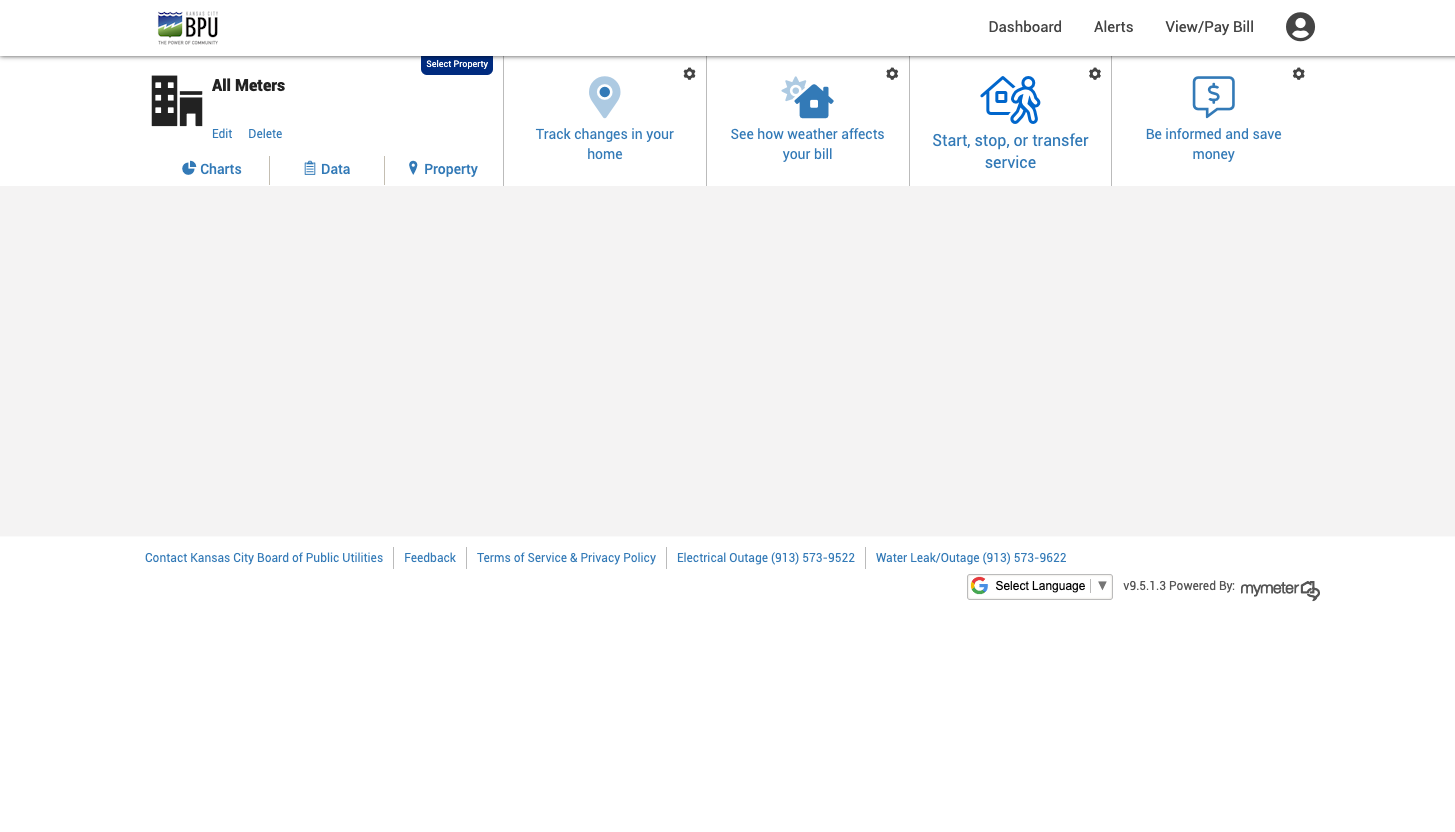 KANSAS CITY
BPU
THE POWER OF COMMUNITY
Dashboard
Alerts
View/Pay Bill
Select Property
All Meters
Edit
Delete
Charts
Data
Property
Track changes in your
home
See how weather affects
your bill
Start, stop, or transfer
service
$
Be informed and save
money
Contact Kansas City Board of Public Utilities
Feedback
Terms of Service & Privacy Policy
Electrical Outage (913) 573-9522
Water Leak/Outage (913) 573-9622
G Select Language ▼
v9.5.1.3 Powered By:
mymeter